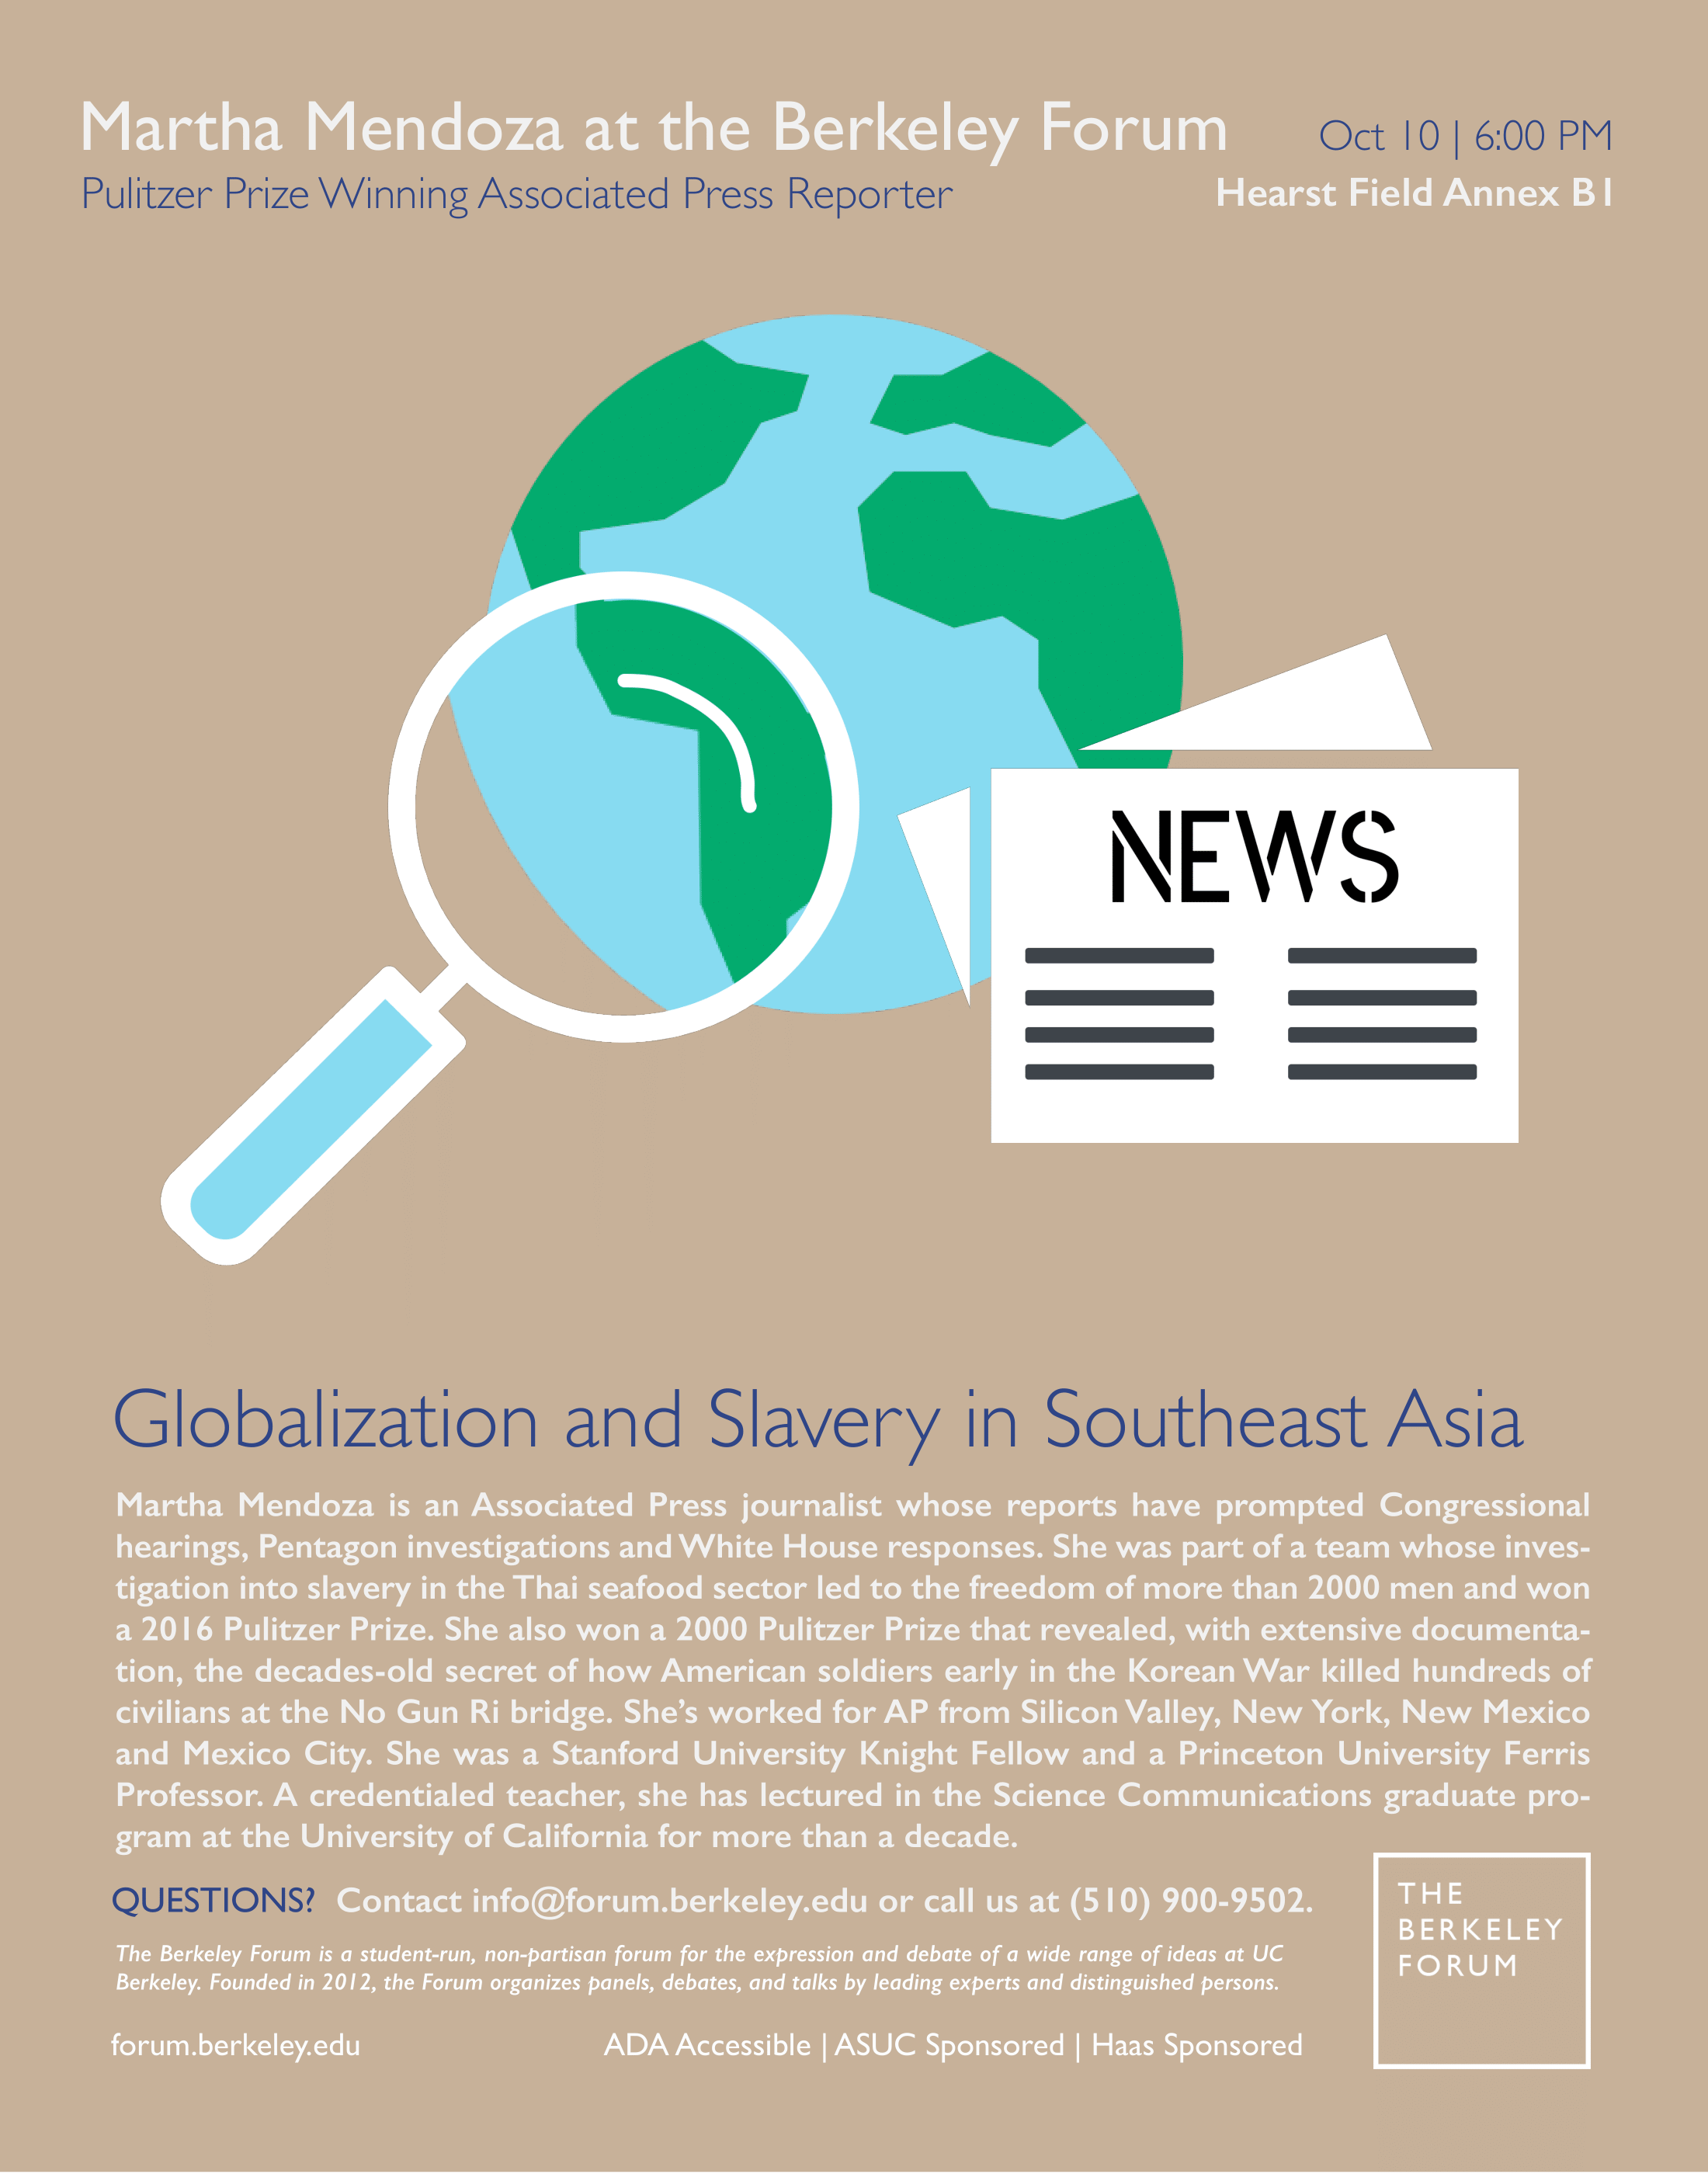 Martha Mendoza at the Berkeley Forum
Oct 10 | 6:00 PM
Pulitzer Prize Winning Associated Press Reporter
Hearst Field Annex B1
NEWS
Globalization and Slavery in Southeast Asia
Martha Mendoza is an Associated Press journalist whose reports have prompted Congressional
hearings, Pentagon investigations and White House responses. She was part of a team whose inves-
tigation into slavery in the Thai seafood sector led to the freedom of more than 2000 men and won
a 2016 Pulitzer Prize. She also won a 2000 Pulitzer Prize that revealed, with extensive documenta-
tion, the decades-old secret of how American soldiers early in the Korean War killed hundreds of
civilians at the No Gun Ri bridge. She’s worked for AP from Silicon Valley, New York, New Mexico
and Mexico City. She was a Stanford University Knight Fellow and a Princeton University Ferris
Professor. A credentialed teacher, she has lectured in the Science Communications graduate pro-
gram at the University of California for more than a decade.
QUESTIONS? Contact info@forum.berkeley.edu or call us at (510) 900-9502.
The Berkeley Forum is a student-run, non-partisan forum for the expression and debate of a wide range of ideas at UC
Berkeley. Founded in 2012, the Forum organizes panels, debates, and talks by leading experts and distinguished persons.
forum.berkeley.edu
ADA Accessible | ASUC Sponsored | Haas Sponsored
THE
BERKELEY
FORUM